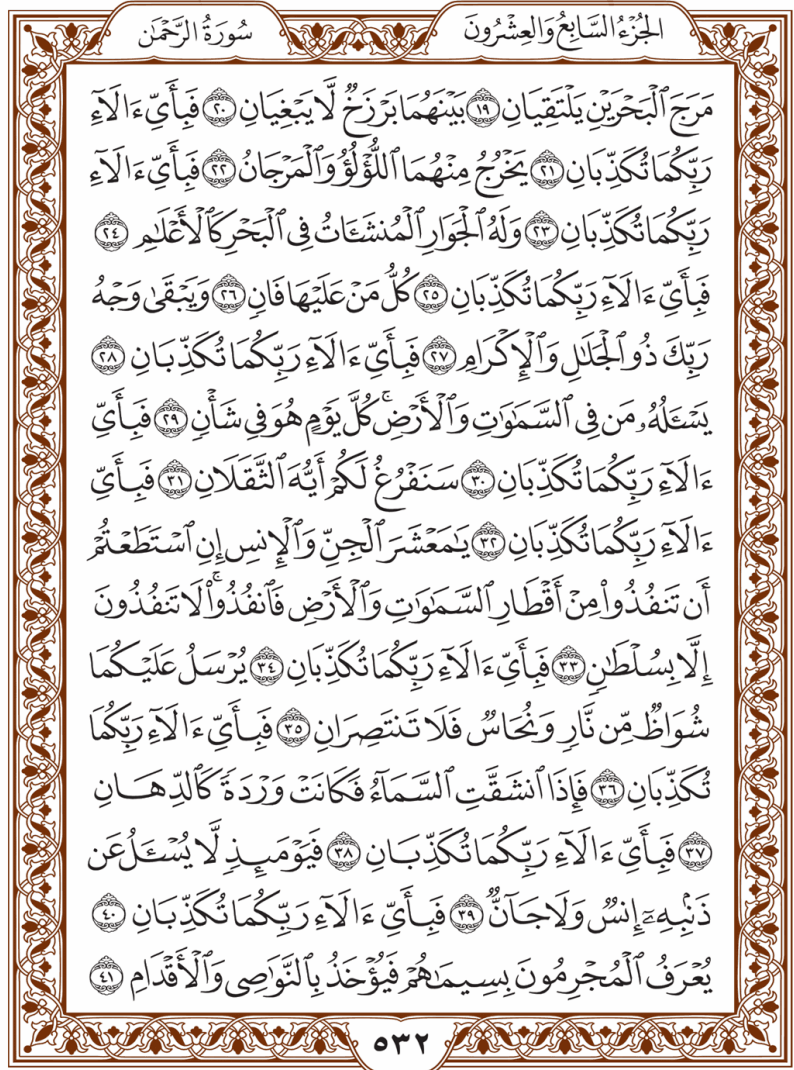 الجُزْءُ السَّابِعُ وَالعِشْرُونَ
سُورَةُ الرَّحْمَٰن
مَرَجَ ٱلۡبَحۡرَيۡنِ يَلۡتَقِيَانِ ١٩ بَيۡنَهُمَا بَرۡزَخٞ لَّا يَبۡغِيَانِ ٢٠ فَبِأَيِّ ءَالَآءِ
رَبِّكُمَا تُكَذِّبَانِ ٢١ يَخۡرُجُ مِنۡهُمَا ٱللُّؤۡلُؤُ وَٱلۡمَرۡجَانُ ٢٢ فَبِأَيِّ ءَالَآءِ
رَبِّكُمَا تُكَذِّبَانِ ٢٣ وَلَهُ ٱلۡجَوَارِ ٱلۡمُنشَـَٔاتُ فِي ٱلۡبَحۡرِ كَٱلۡأَعۡلَٰمِ ٢٤
فَبِأَيِّ ءَالَآءِ رَبِّكُمَا تُكَذِّبَانِ ٢٥ كُلُّ مَنۡ عَلَيۡهَا فَانٖ ٢٦ وَيَبۡقَىٰ وَجۡهُ
رَبِّكَ ذُو ٱلۡجَلَٰلِ وَٱلۡإِكۡرَامِ ٢٧ فَبِأَيِّ ءَالَآءِ رَبِّكُمَا تُكَذِّبَانِ ٢٨
يَسۡـَٔلُهُۥ مَن فِي ٱلسَّمَٰوَٰتِ وَٱلۡأَرۡضِۚ كُلَّ يَوۡمٍ هُوَ فِي شَأۡنٖ ٢٩ فَبِأَيِّ
ءَالَآءِ رَبِّكُمَا تُكَذِّبَانِ ٣٠ سَنَفۡرُغُ لَكُمۡ أَيُّهَ ٱلثَّقَلَانِ ٣١ فَبِأَيِّ
ءَالَآءِ رَبِّكُمَا تُكَذِّبَانِ ٣٢ يَٰمَعۡشَرَ ٱلۡجِنِّ وَٱلۡإِنسِ إِنِ ٱسۡتَطَعۡتُمۡ
أَن تَنفُذُواْ مِنۡ أَقۡطَارِ ٱلسَّمَٰوَٰتِ وَٱلۡأَرۡضِ فَٱنفُذُواْۚ لَا تَنفُذُونَ
إِلَّا بِسُلۡطَٰنٖ ٣٣ فَبِأَيِّ ءَالَآءِ رَبِّكُمَا تُكَذِّبَانِ ٣٤ يُرۡسَلُ عَلَيۡكُمَا
شُوَاظٞ مِّن نَّارٖ وَنُحَاسٞ فَلَا تَنتَصِرَانِ ٣٥ فَبِأَيِّ ءَالَآءِ رَبِّكُمَا
تُكَذِّبَانِ ٣٦ فَإِذَا ٱنشَقَّتِ ٱلسَّمَآءُ فَكَانَتۡ وَرۡدَةٗ كَٱلدِّهَانِ
٣٧ فَبِأَيِّ ءَالَآءِ رَبِّكُمَا تُكَذِّبَانِ ٣٨ فَيَوۡمَئِذٖ لَّا يُسۡـَٔلُ عَن
ذَنۢبِهِۦٓ إِنسٞ وَلَا جَآنّٞ ٣٩ فَبِأَيِّ ءَالَآءِ رَبِّكُمَا تُكَذِّبَانِ ٤٠
يُعۡرَفُ ٱلۡمُجۡرِمُونَ بِسِيمَٰهُمۡ فَيُؤۡخَذُ بِٱلنَّوَٰصِي وَٱلۡأَقۡدَامِ ٤١
٥٣٢